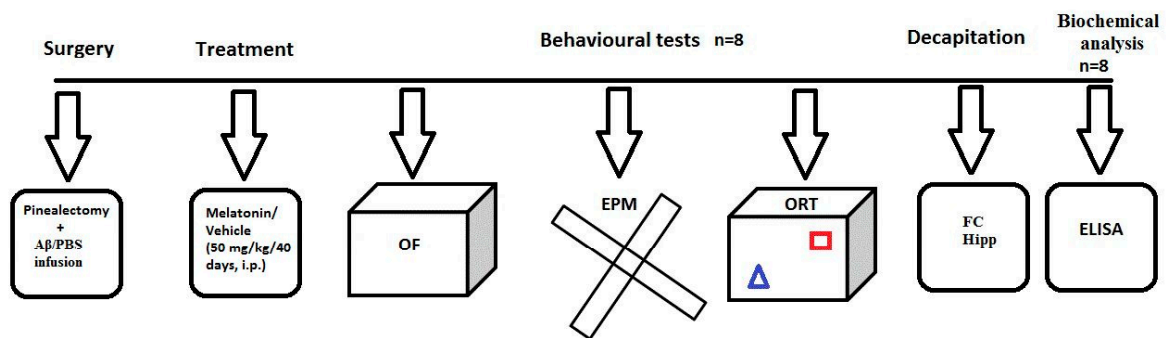 Surgery
Treatment
Behavioural tests n=8
Decapitation
Biochemical
analysis
n=8
Pinealectomy
+
Aβ/PBS
infusion
Melatonin/
Vehicle
(50 mg/kg/40
days, i.p.)
OF
EPM
ORT
FC
Hipp
ELISA